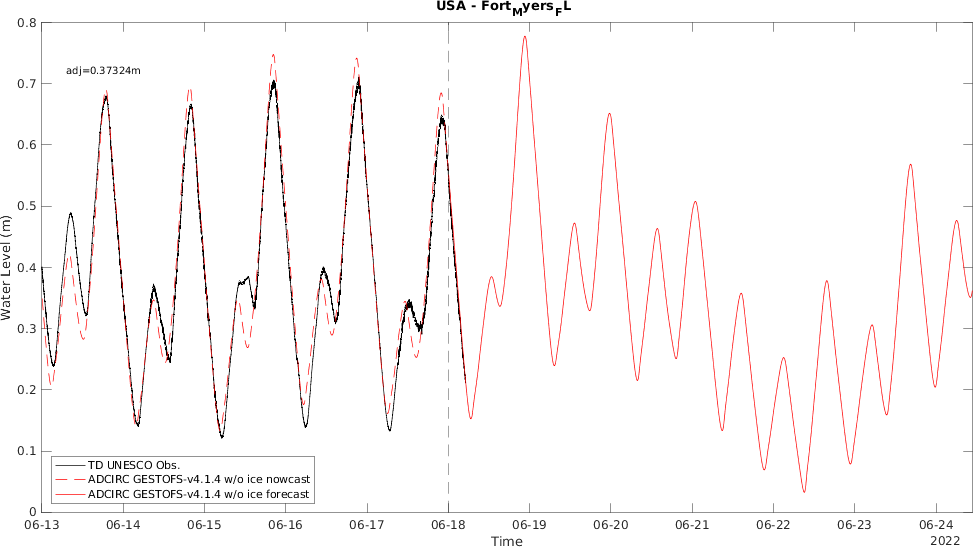 USA - Fort_Myers_FL
0.8
0.7
0.6
0.5
0.4
0.3
0.2
0.1
0
Water Level (m)
adj=0.37324m
TD UNESCO Obs.
ADCIRC GESTOFS-v4.1.4 w/o ice nowcast
ADCIRC GESTOFS-v4.1.4 w/o ice forecast
06-13 06-14 06-15 06-16 06-17 06-18 06-19 06-20 06-21 06-22 06-23 06-24
Time
2022